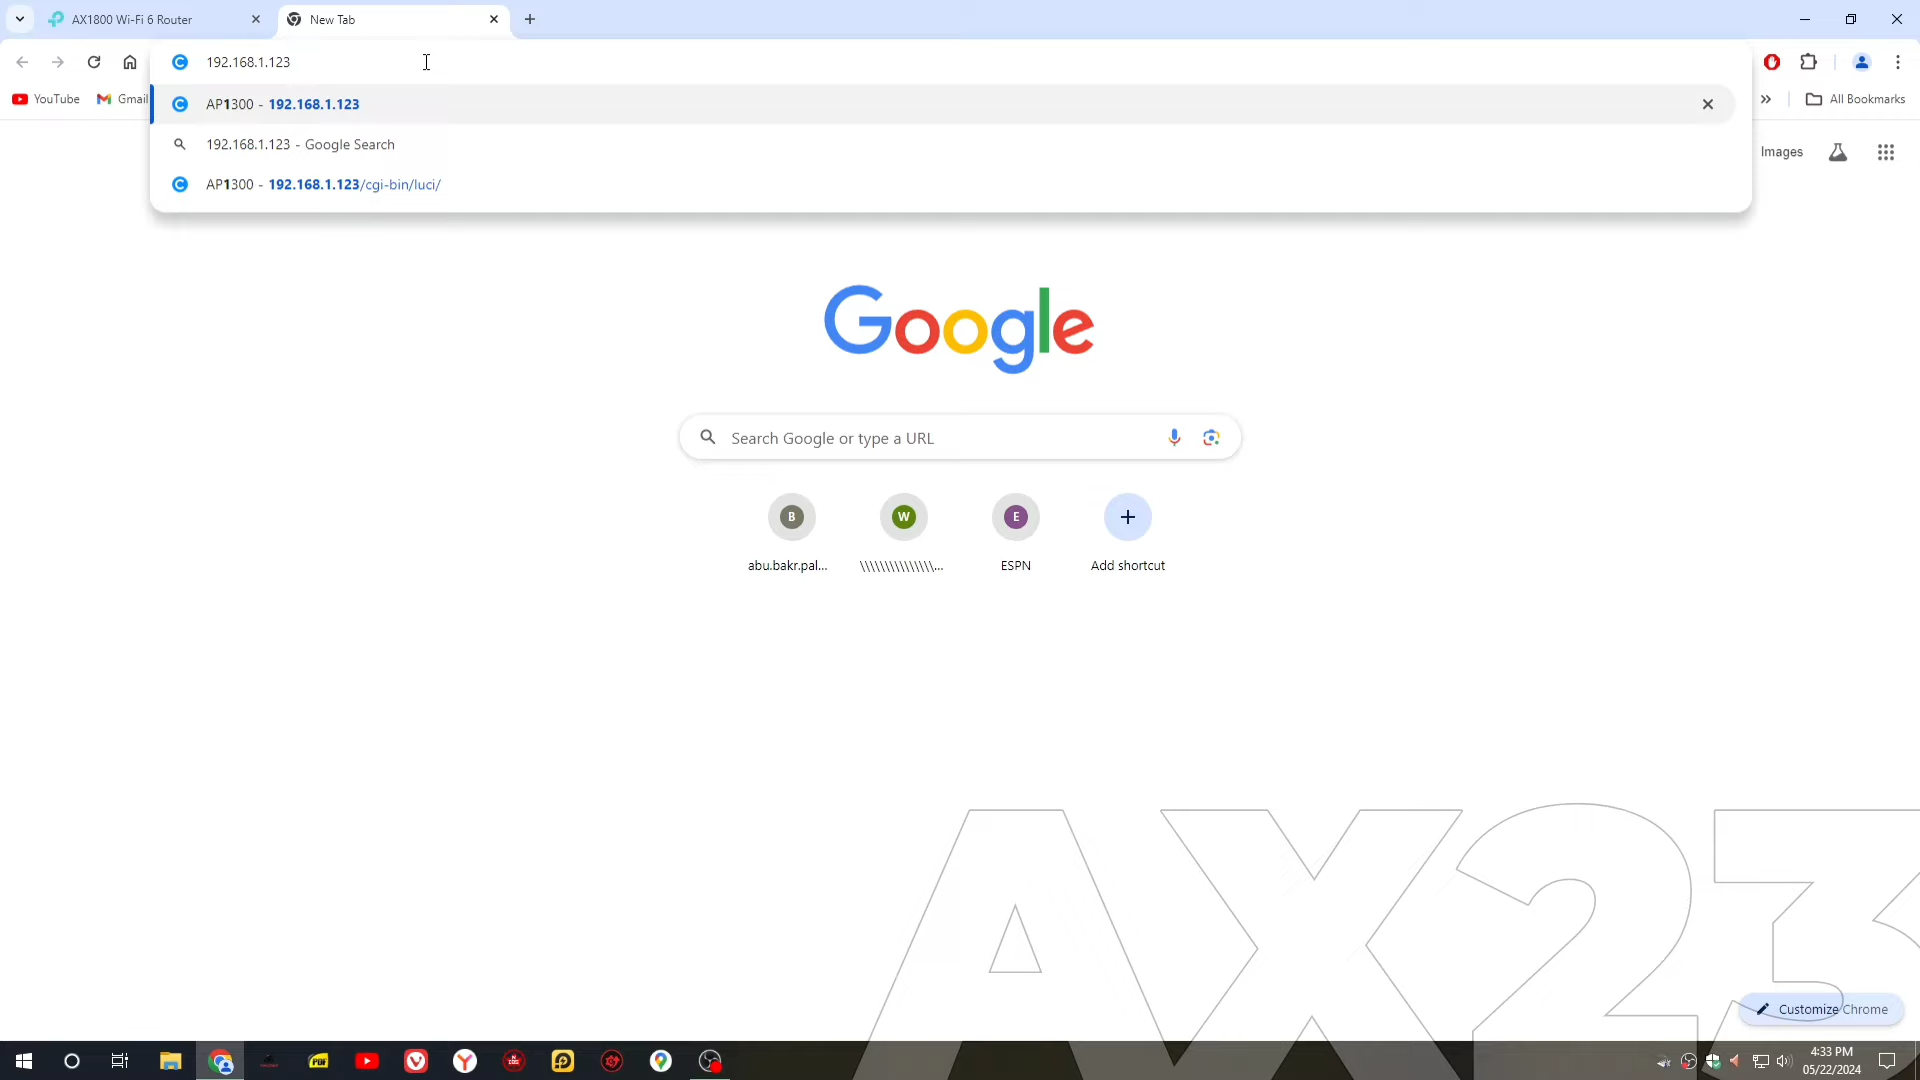 AX1800 Wi-Fi 6 Router
New Tab
192.168.1.123
YouTube
Gmail
AP1300 - 192.168.1.123
All Bookmarks
192.168.1.123 - Google Search
Images
AP1300 - 192.168.1.123/cgi-bin/luci/
Google
Search Google or type a URL
B
W
E
abu.bakr.pal...
\\\\\\\\\\\\\\...
ESPN
Add shortcut
AX23
Customize Chrome
4:33 PM
05/22/2024